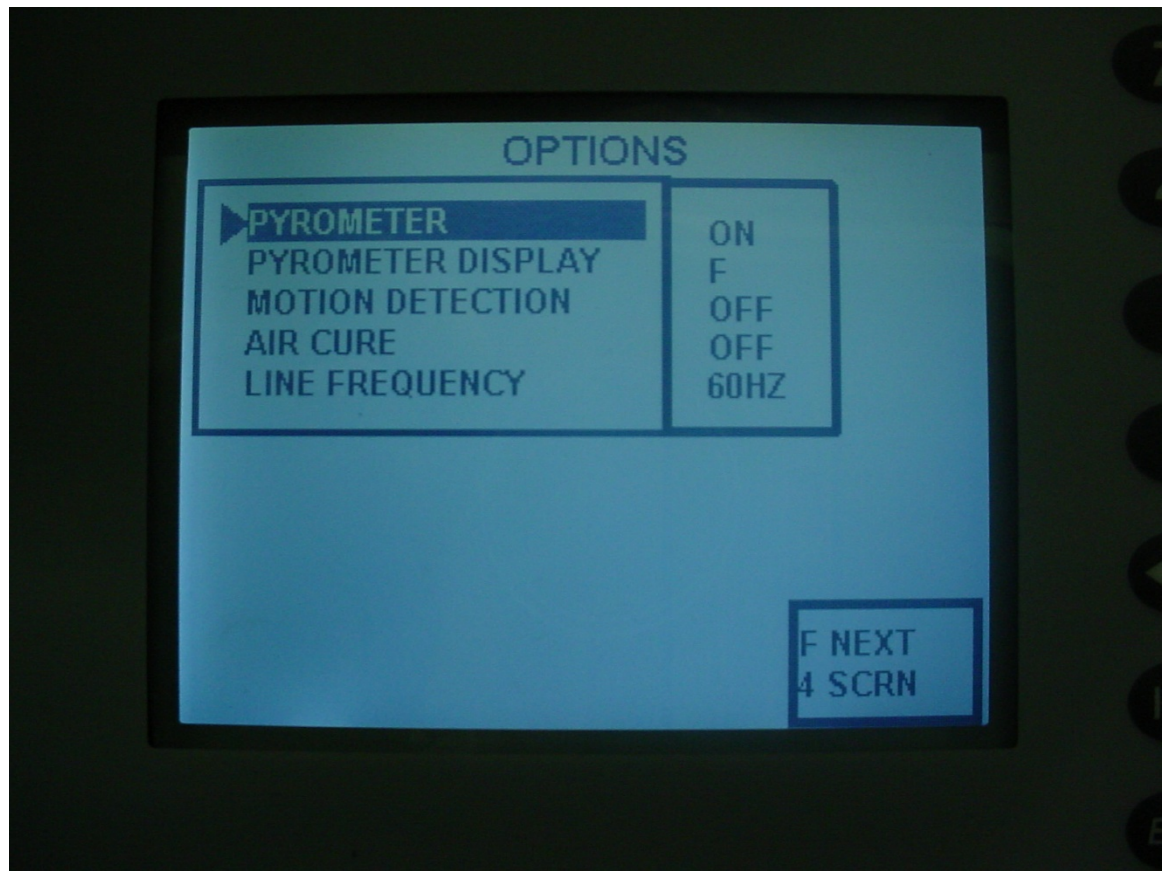 OPTIONS
PYROMETER ON
PYROMETER DISPLAY F
MOTION DETECTION OFF
AIR CURE OFF
LINE FREQUENCY 60HZ
F NEXT
4 SCRN